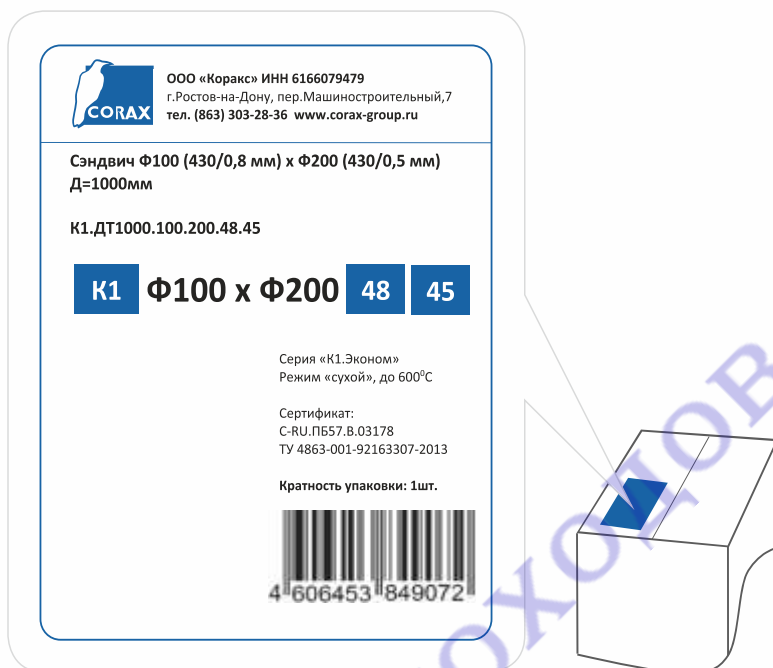 CORAX
ООО «Коракс» ИНН 6166079479
г.Ростов-на-Дону, пер.Машиностроительный,7
тел. (863) 303-28-36 www.corax-group.ru
Сэндвич Ф100 (430/0,8 мм) х Ф200 (430/0,5 мм)
Д=1000мм
К1.ДТ1000.100.200.48.45
К1 Ф100 х Ф200 48 45
Серия «К1.Эконом»
Режим «сухой», до 600⁰С
Сертификат:
C-RU.ПБ57.В.03178
ТУ 4863-001-92163307-2013
Кратность упаковки: 1шт.
4 606453 849072
ОХОДОВ